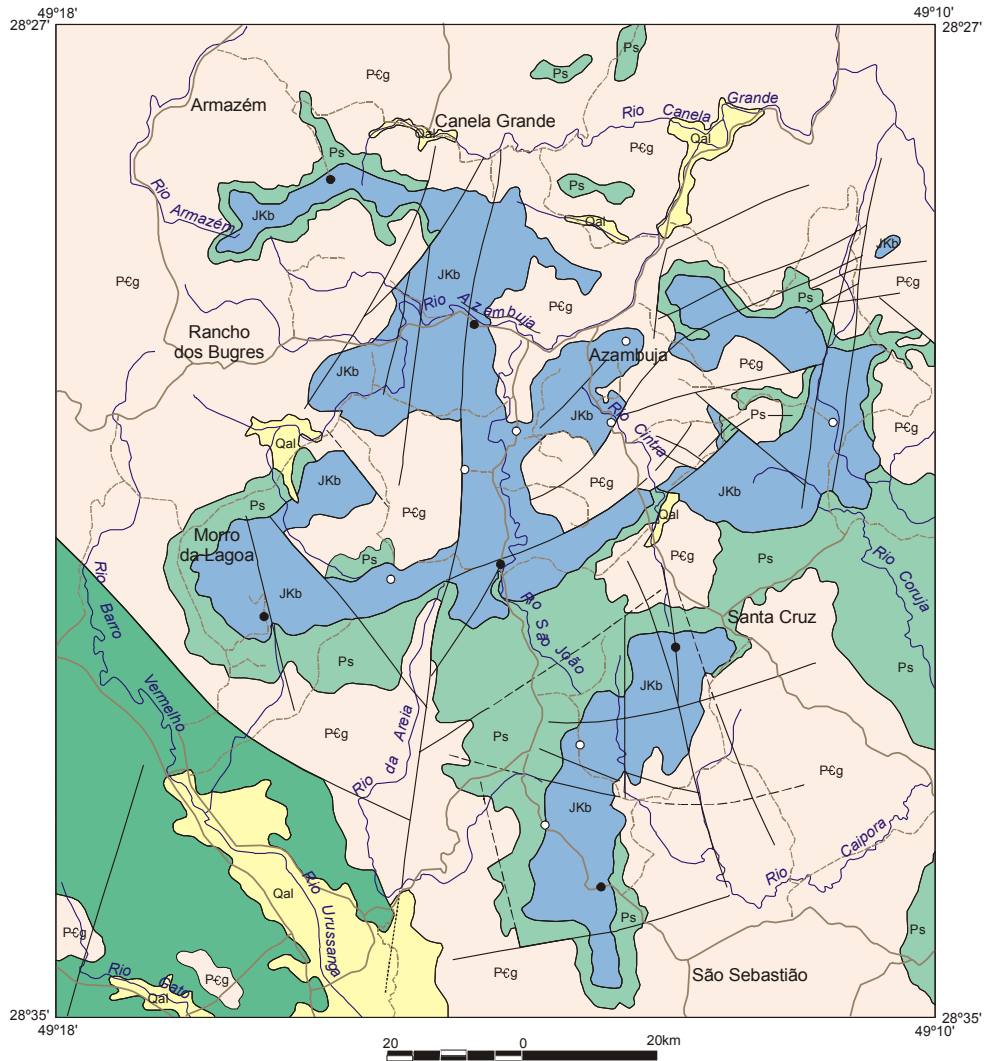 49°18'
49°10'
28°27'
28°27'
Ps
Ps
P€g
Armazém
Rio Canela Grande
Canela Grande
Qal
Qal
P€g
Ps
Ps
Rio Armazém
JKb
Qal
JKb
P€g
JKb
P€g
Ps
Rio Azambuja
P€g
Rancho
dos Bugres
Azambuja
P€g
JKb
JKb
Ps
Rio Cintra
Qal
P€g
P€g
JKb
JKb
Ps
P€g
Qal
Morro
da Lagoa
Ps
P€g
Ps
Rio Coruja
Rio Barro Vermelho
JKb
Rio São João
Santa Cruz
Ps
Ps
JKb
Rio da Areia
P€g
Ps
P€g
JKb
Rio Caipora
Qal
Rio Urussanga
Ps
Ps
P€g
P€g
P€g
São Sebastião
Rio Gato
Qal
28°35'
28°35'
49°18'
49°10'
20 0 20km